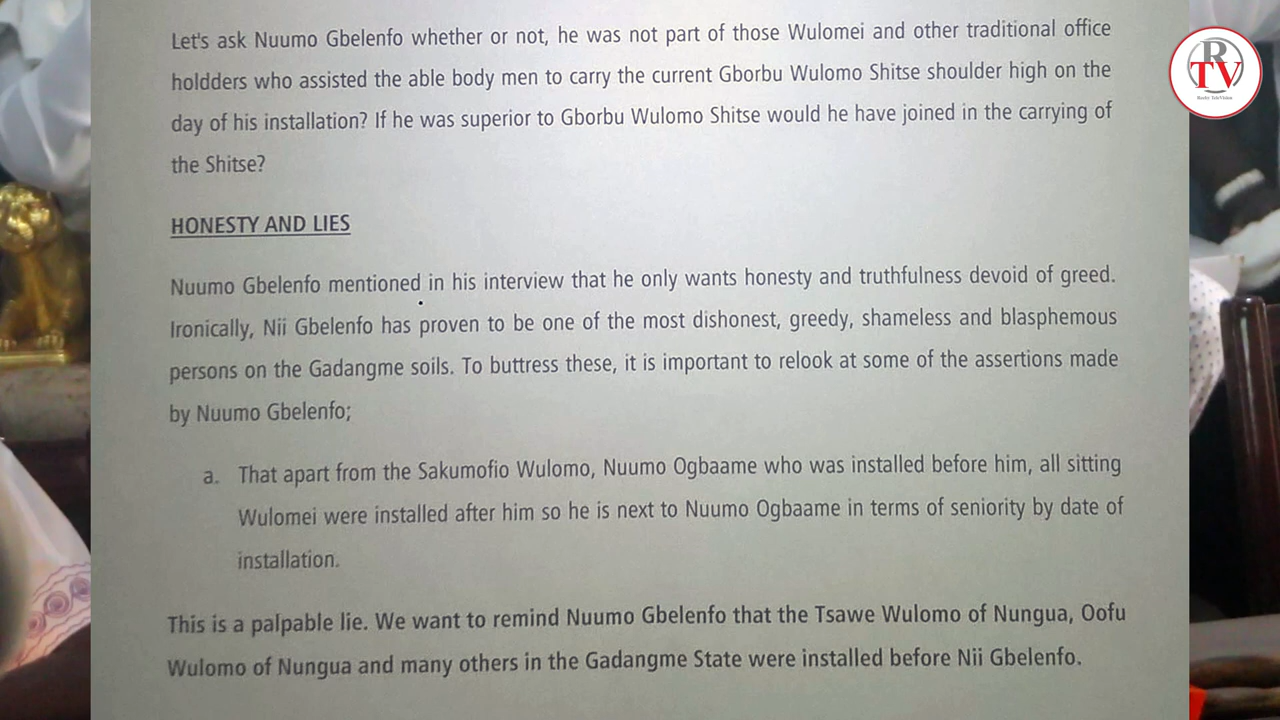 Let's ask Nuumo Gbelenfo whether or not, he was not part of those Wulomei and other traditional office
holdders who assisted the able body men to carry the current Gborbu Wulomo Shitse shoulder high on the
day of his installation? If he was superior to Gborbu Wulomo Shitse would he have joined in the carrying of
the Shitse?
HONESTY AND LIES
Nuumo Gbelenfo mentioned in his interview that he only wants honesty and truthfulness devoid of greed.
Ironically, Nii Gbelenfo has proven to be one of the most dishonest, greedy, shameless and blasphemous
persons on the Gadangme soils. To buttress these, it is important to relook at some of the assertions made
by Nuumo Gbelenfo;
a. That apart from the Sakumofio Wulomo, Nuumo Ogbaame who was installed before him, all sitting
Wulomei were installed after him so he is next to Nuumo Ogbaame in terms of seniority by date of
installation.
This is a palpable lie. We want to remind Nuumo Gbelenfo that the Tsawe Wulomo of Nungua, Oofu
Wulomo of Nungua and many others in the Gadangme State were installed before Nii Gbelenfo.
R
TV